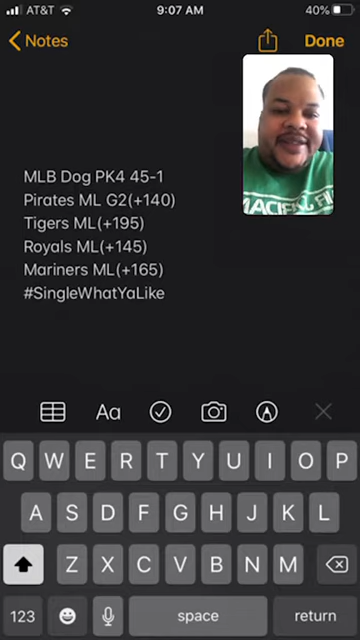 AT&T 9:07 AM 40%
Notes Done
MLB Dog PK4 45-1
Pirates ML G2(+140)
Tigers ML(+195)
Royals ML(+145)
Mariners ML(+165)
#SingleWhatYaLike
Aa
Q W E R T Y U I O P
A S D F G H J K L
Z X C V B N M
123 space return